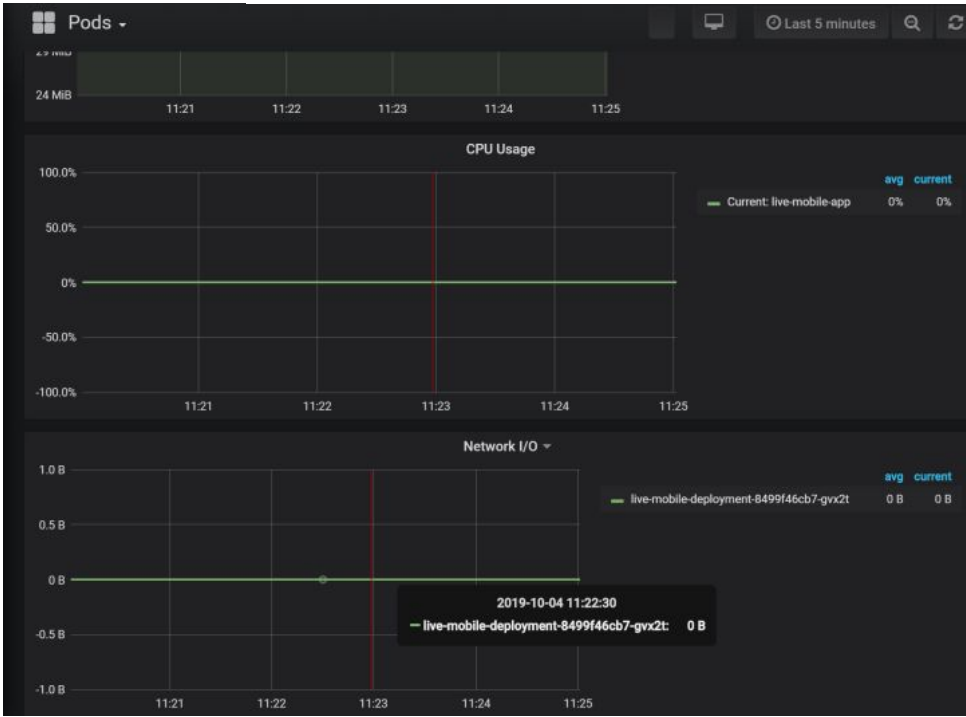 Pods
Last 5 minutes
29 MiB
24 MiB
11:21 11:22 11:23 11:24 11:25
CPU Usage
100.0%
50.0%
0%
-50.0%
-100.0%
11:21 11:22 11:23 11:24 11:25
avg current
Current: live-mobile-app 0% 0%
Network I/O
1.0 B
0.5 B
0 B
-0.5 B
-1.0 B
11:21 11:22 11:23 11:24 11:25
avg current
live-mobile-deployment-8499f46cb7-gvx2t 0 B 0 B
2019-10-04 11:22:30
live-mobile-deployment-8499f46cb7-gvx2t: 0 B